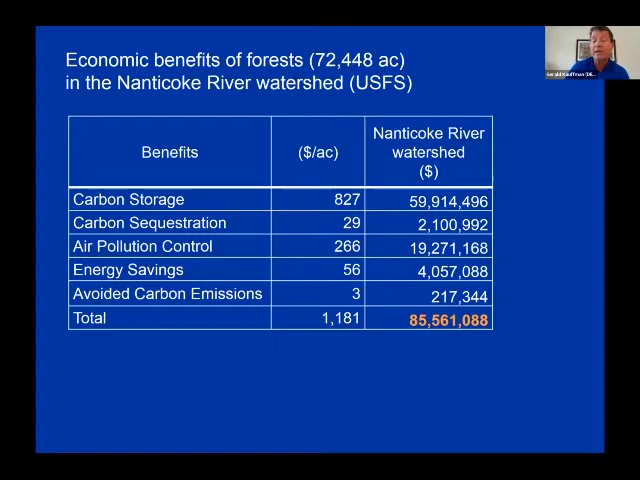 Economic benefits of forests (72,448 ac)
in the Nanticoke River watershed (USFS)
Benefits ($/ac) Nanticoke River watershed ($)
Carbon Storage 827 59,914,496
Carbon Sequestration 29 2,100,992
Air Pollution Control 266 19,271,168
Energy Savings 56 4,057,088
Avoided Carbon Emissions 3 217,344
Total 1,181 85,561,088
Gerald Kauffman